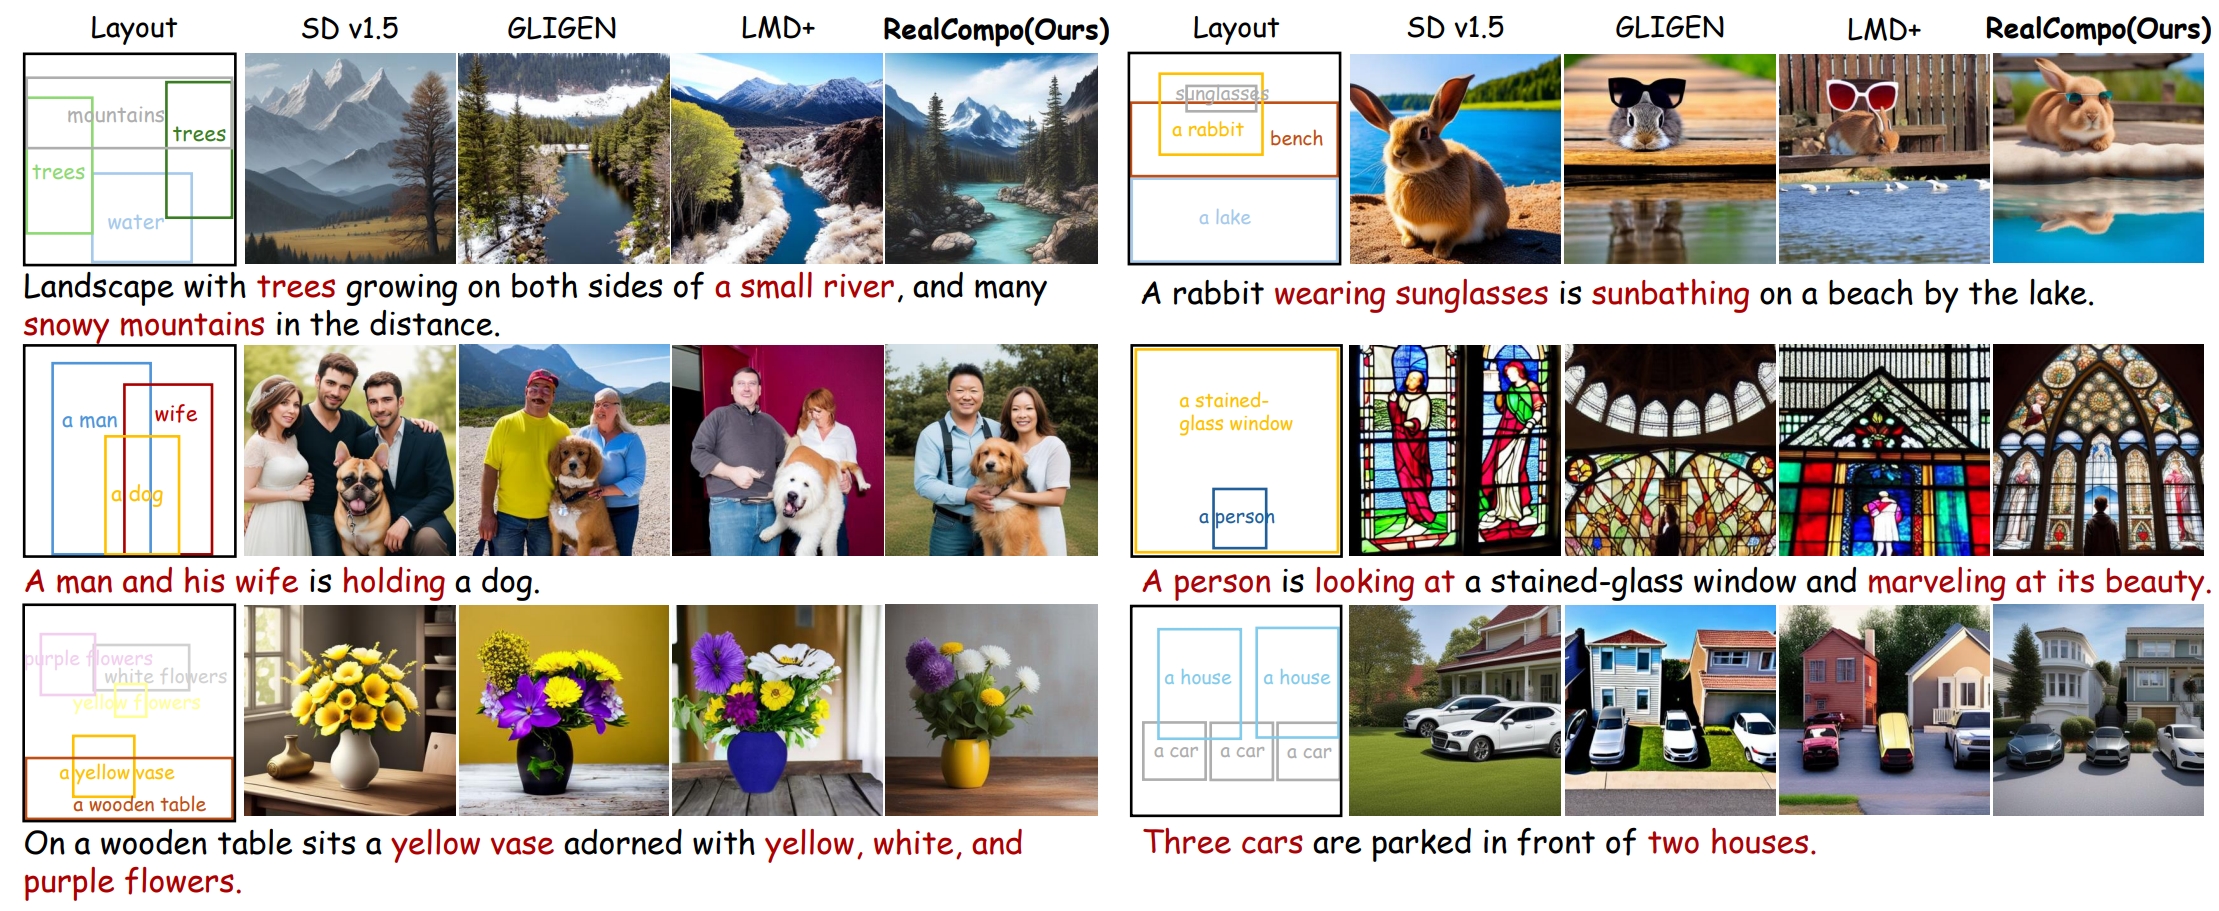 Layout
SD v1.5
GLIGEN
LMD+
RealCompo(Ours)
Layout
SD v1.5
GLIGEN
LMD+
RealCompo(Ours)
mountains
trees
trees
water
sunglasses
a rabbit
bench
a lake
Landscape with trees growing on both sides of a small river, and many
snowy mountains in the distance.
A rabbit wearing sunglasses is sunbathing on a beach by the lake.
a man
wife
a dog
a stained-
glass window
a person
A man and his wife is holding a dog.
A person is looking at a stained-glass window and marveling at its beauty.
purple flowers
white flowers
yellow flowers
a yellow vase
a wooden table
a house
a house
a car
a car
a car
On a wooden table sits a yellow vase adorned with yellow, white, and
purple flowers.
Three cars are parked in front of two houses.